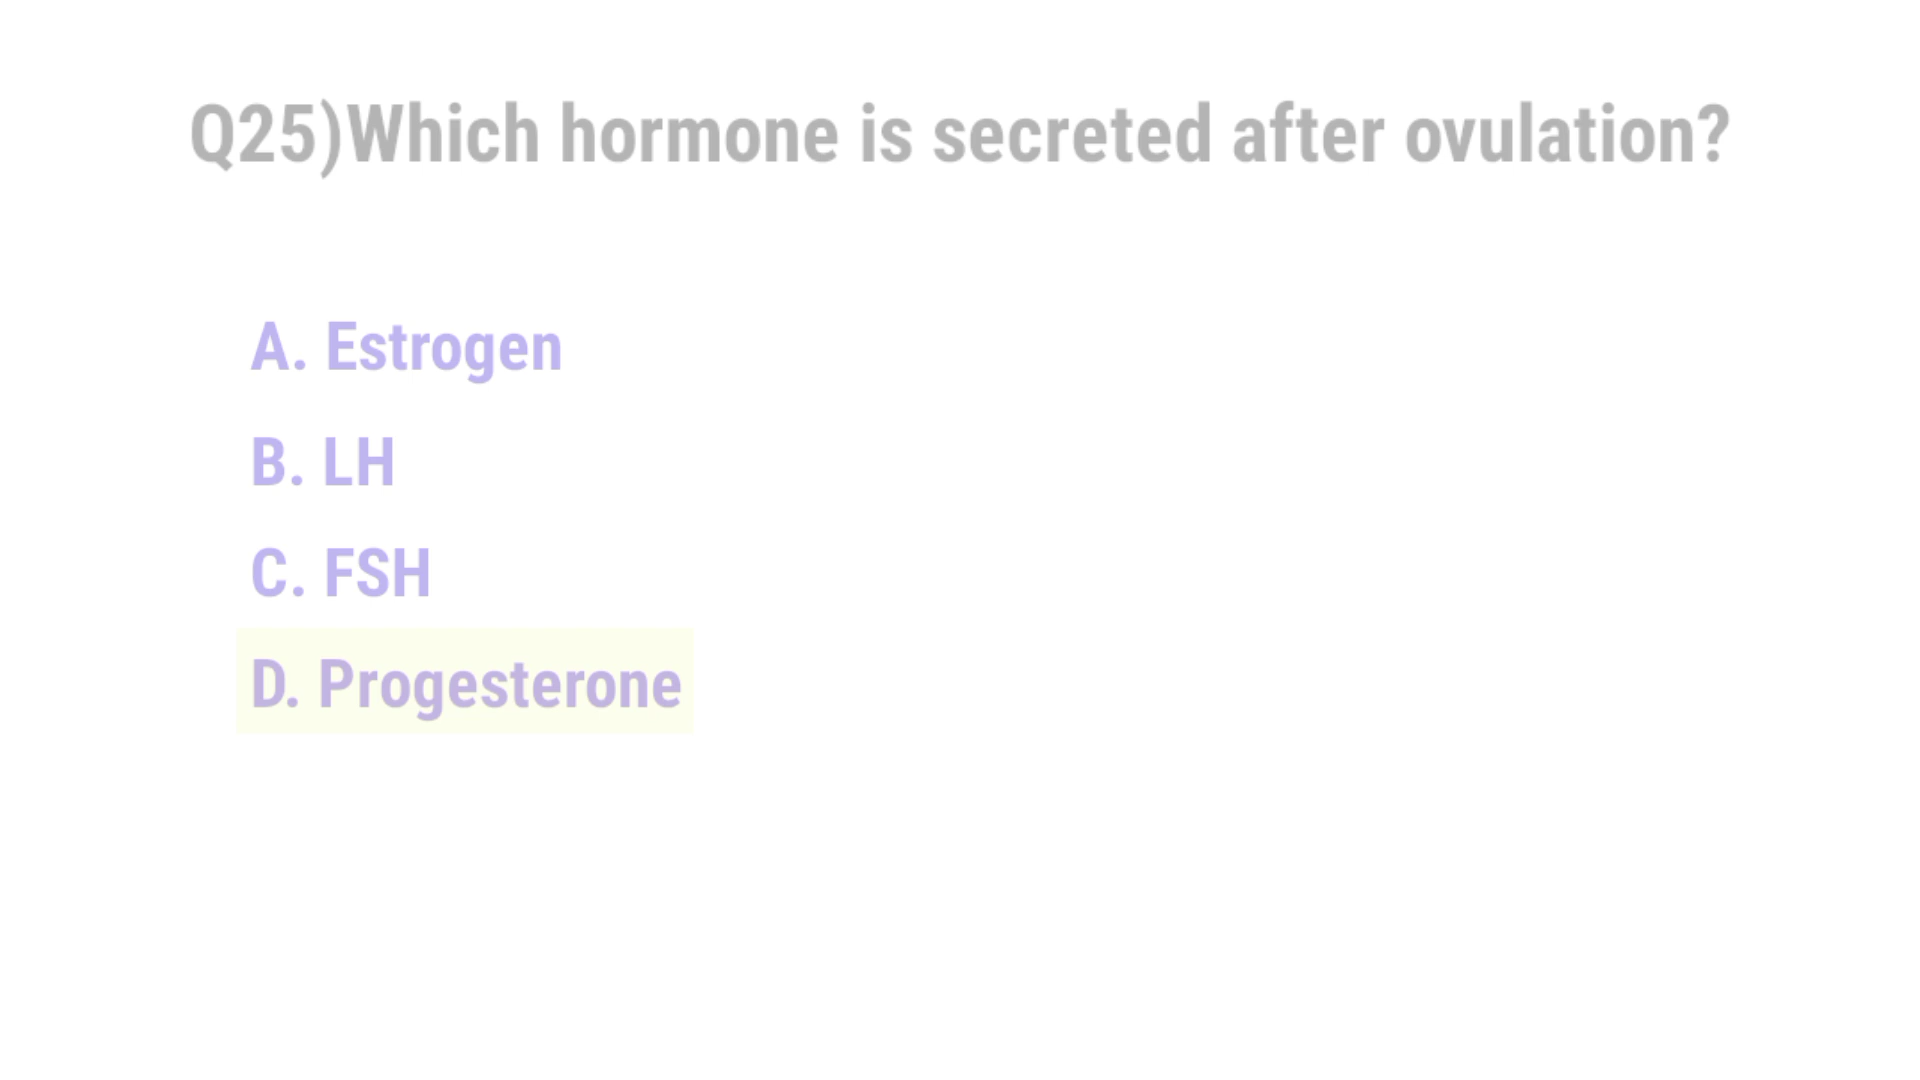 Q25)Which hormone is secreted after ovulation?
A. Estrogen
B. LH
C. FSH
D. Progesterone